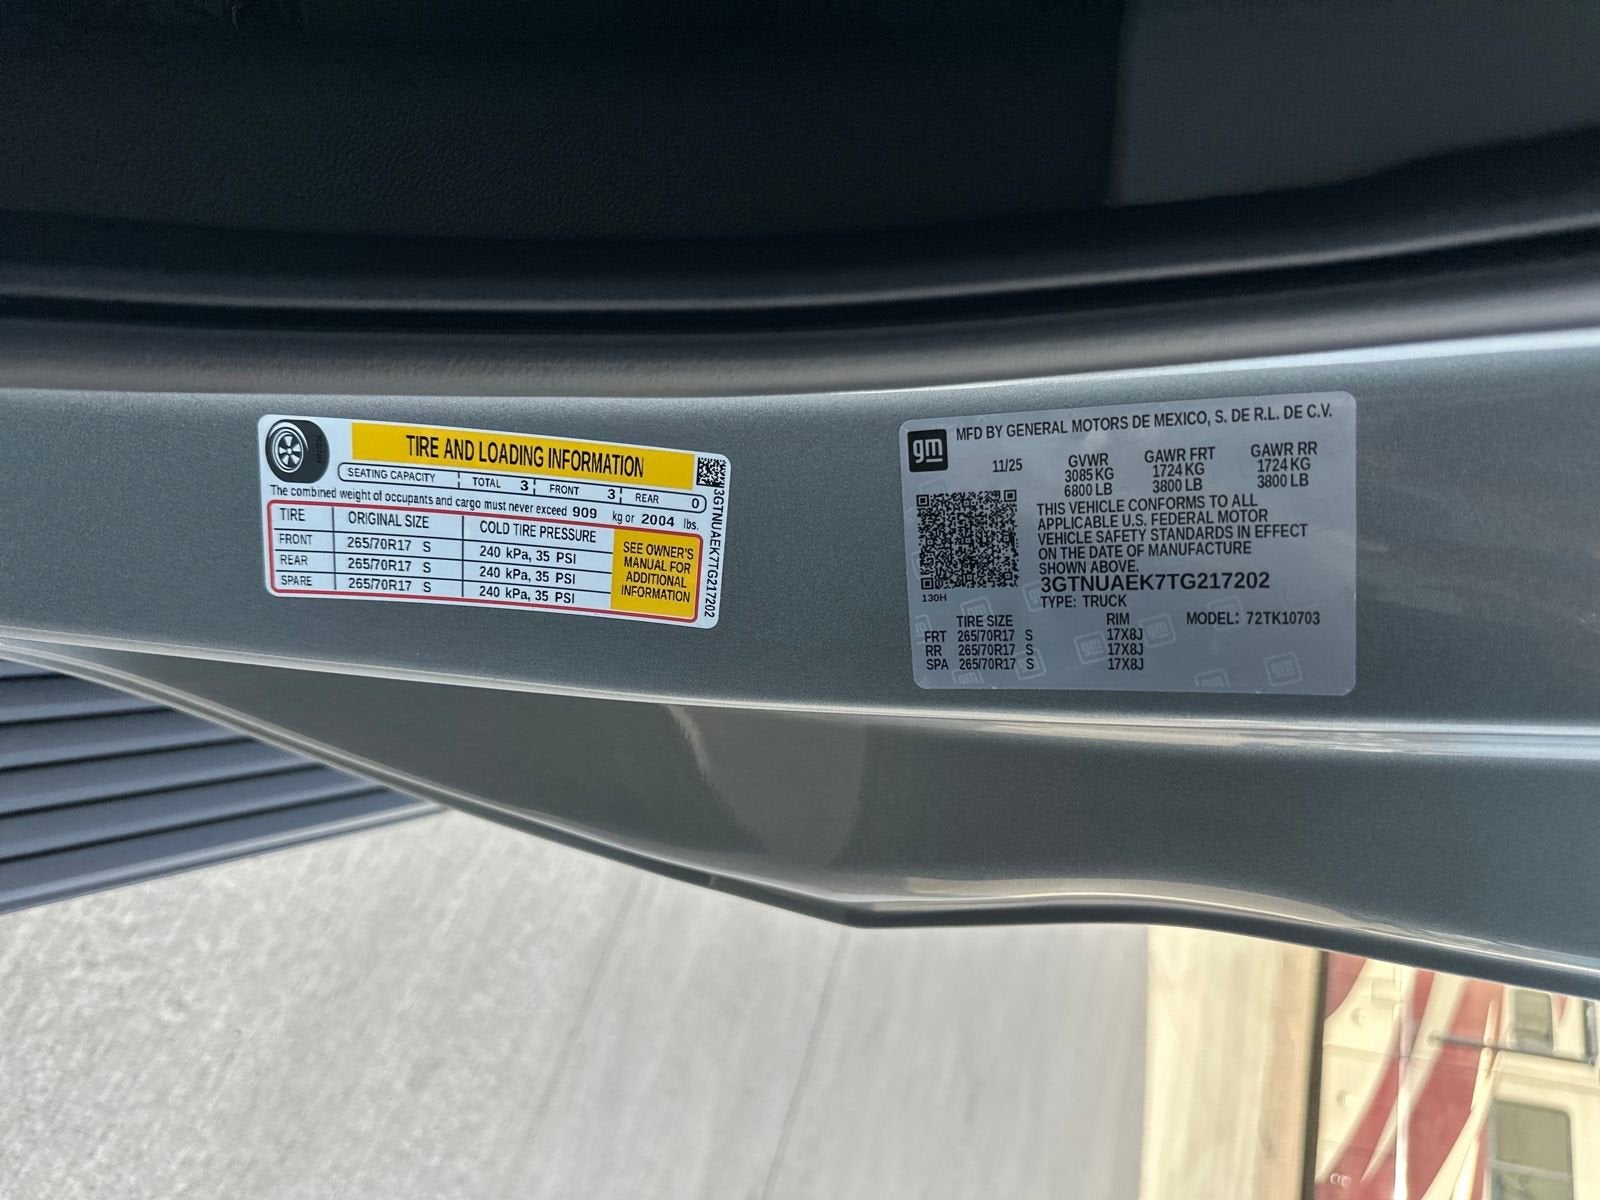 TIRE AND LOADING INFORMATION
SEATING CAPACITY TOTAL 3 FRONT 3 REAR 0
The combined weight of occupants and cargo must never exceed 909 kg or 2004 lbs.
TIRE ORIGINAL SIZE COLD TIRE PRESSURE
FRONT 265/70R17 S 240 kPa, 35 PSI
REAR 265/70R17 S 240 kPa, 35 PSI
SPARE 265/70R17 S 240 kPa, 35 PSI
SEE OWNER'S
MANUAL FOR
ADDITIONAL
INFORMATION
3GTNUAEK7TG217202
gm
MFD BY GENERAL MOTORS DE MEXICO, S. DE R.L. DE C.V.
11/25 GVWR GAWR FRT GAWR RR
3085 KG 1724 KG 1724 KG
6800 LB 3800 LB 3800 LB
THIS VEHICLE CONFORMS TO ALL
APPLICABLE U.S. FEDERAL MOTOR
VEHICLE SAFETY STANDARDS IN EFFECT
ON THE DATE OF MANUFACTURE
SHOWN ABOVE.
3GTNUAEK7TG217202
130H
TYPE: TRUCK
TIRE SIZE RIM MODEL: 72TK10703
FRT 265/70R17 S 17X8J
RR 265/70R17 S 17X8J
SPA 265/70R17 S 17X8J